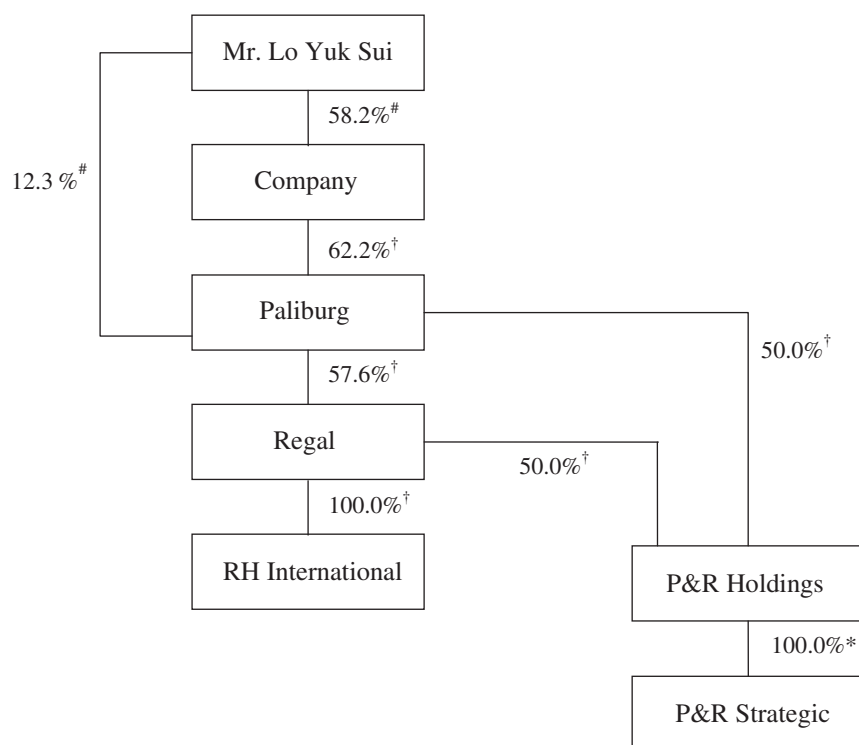 Mr. Lo Yuk Sui
58.2%#
12.3 %#
Company
62.2%†
Paliburg
50.0%†
57.6%†
Regal
50.0%†
100.0%†
RH International
P&R Holdings
100.0%*
P&R Strategic